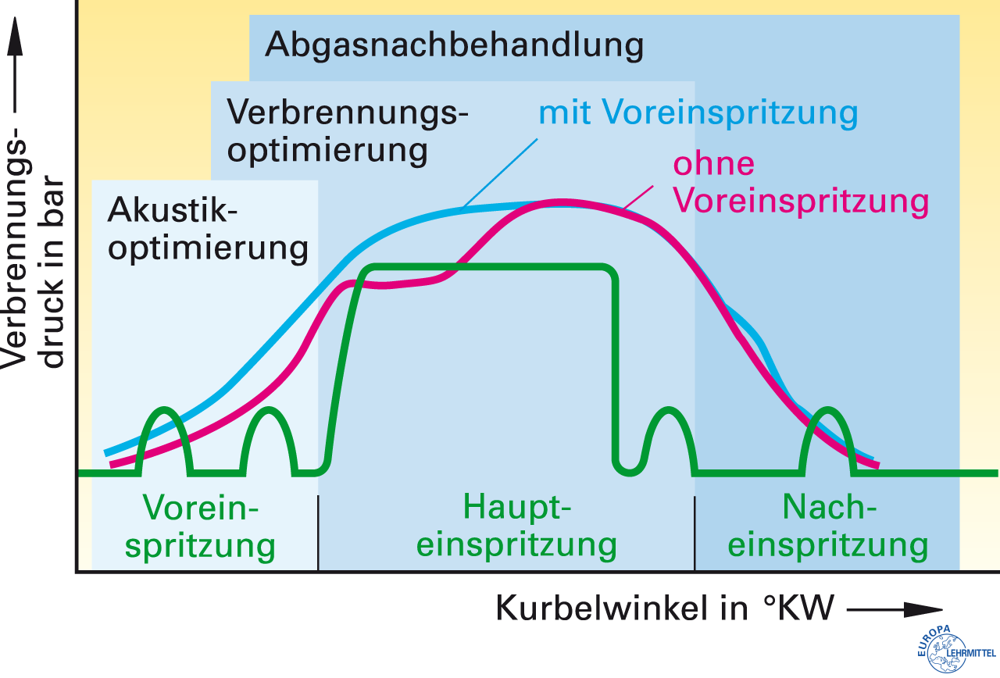 Abgasnachbehandlung
Verbrennungs-
optimierung
mit Voreinspritzung
ohne
Voreinspritzung
Akustik-
optimierung
Verbrennungs-
druck in bar
Vorein-
spritzung
Haupt-
einspritzung
Nach-
einspritzung
Kurbelwinkel in °KW
EUROPA
LEHRMITTEL